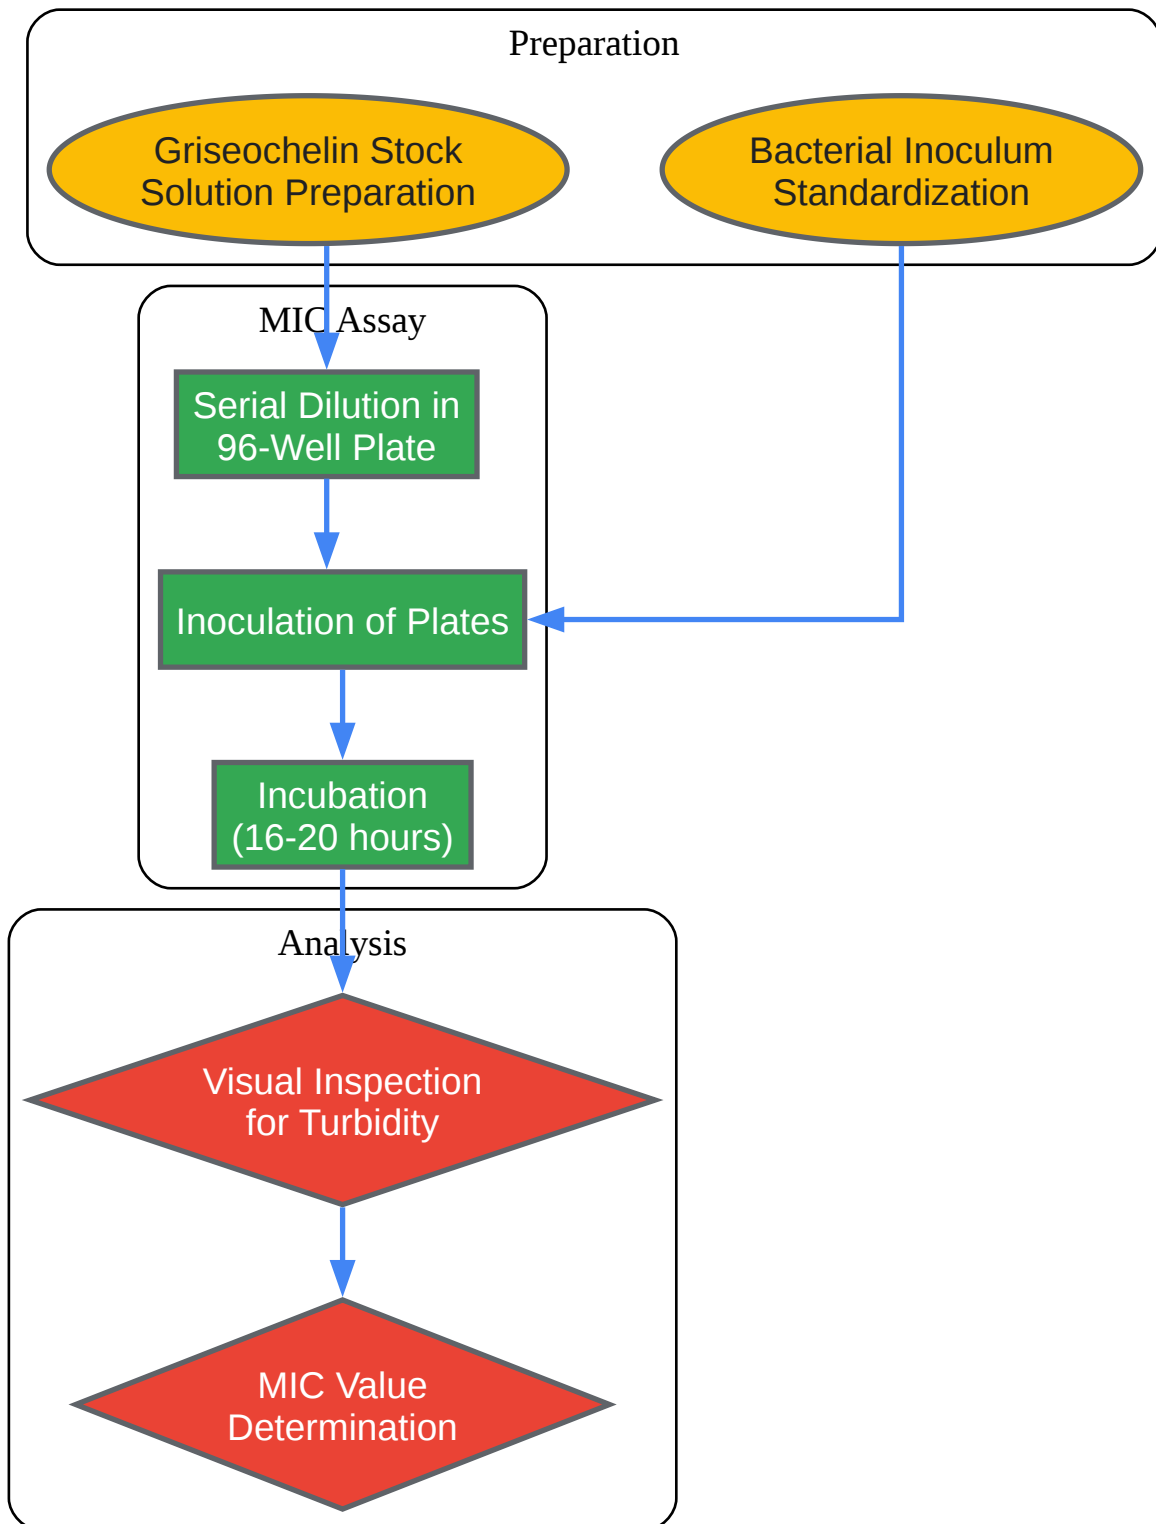 Preparation
Griseochelin Stock
Solution Preparation
Bacterial Inoculum
Standardization
MIC Assay
Serial Dilution in
96-Well Plate
Inoculation of Plates
Incubation
(16-20 hours)
Analysis
Visual Inspection
for Turbidity
MIC Value
Determination